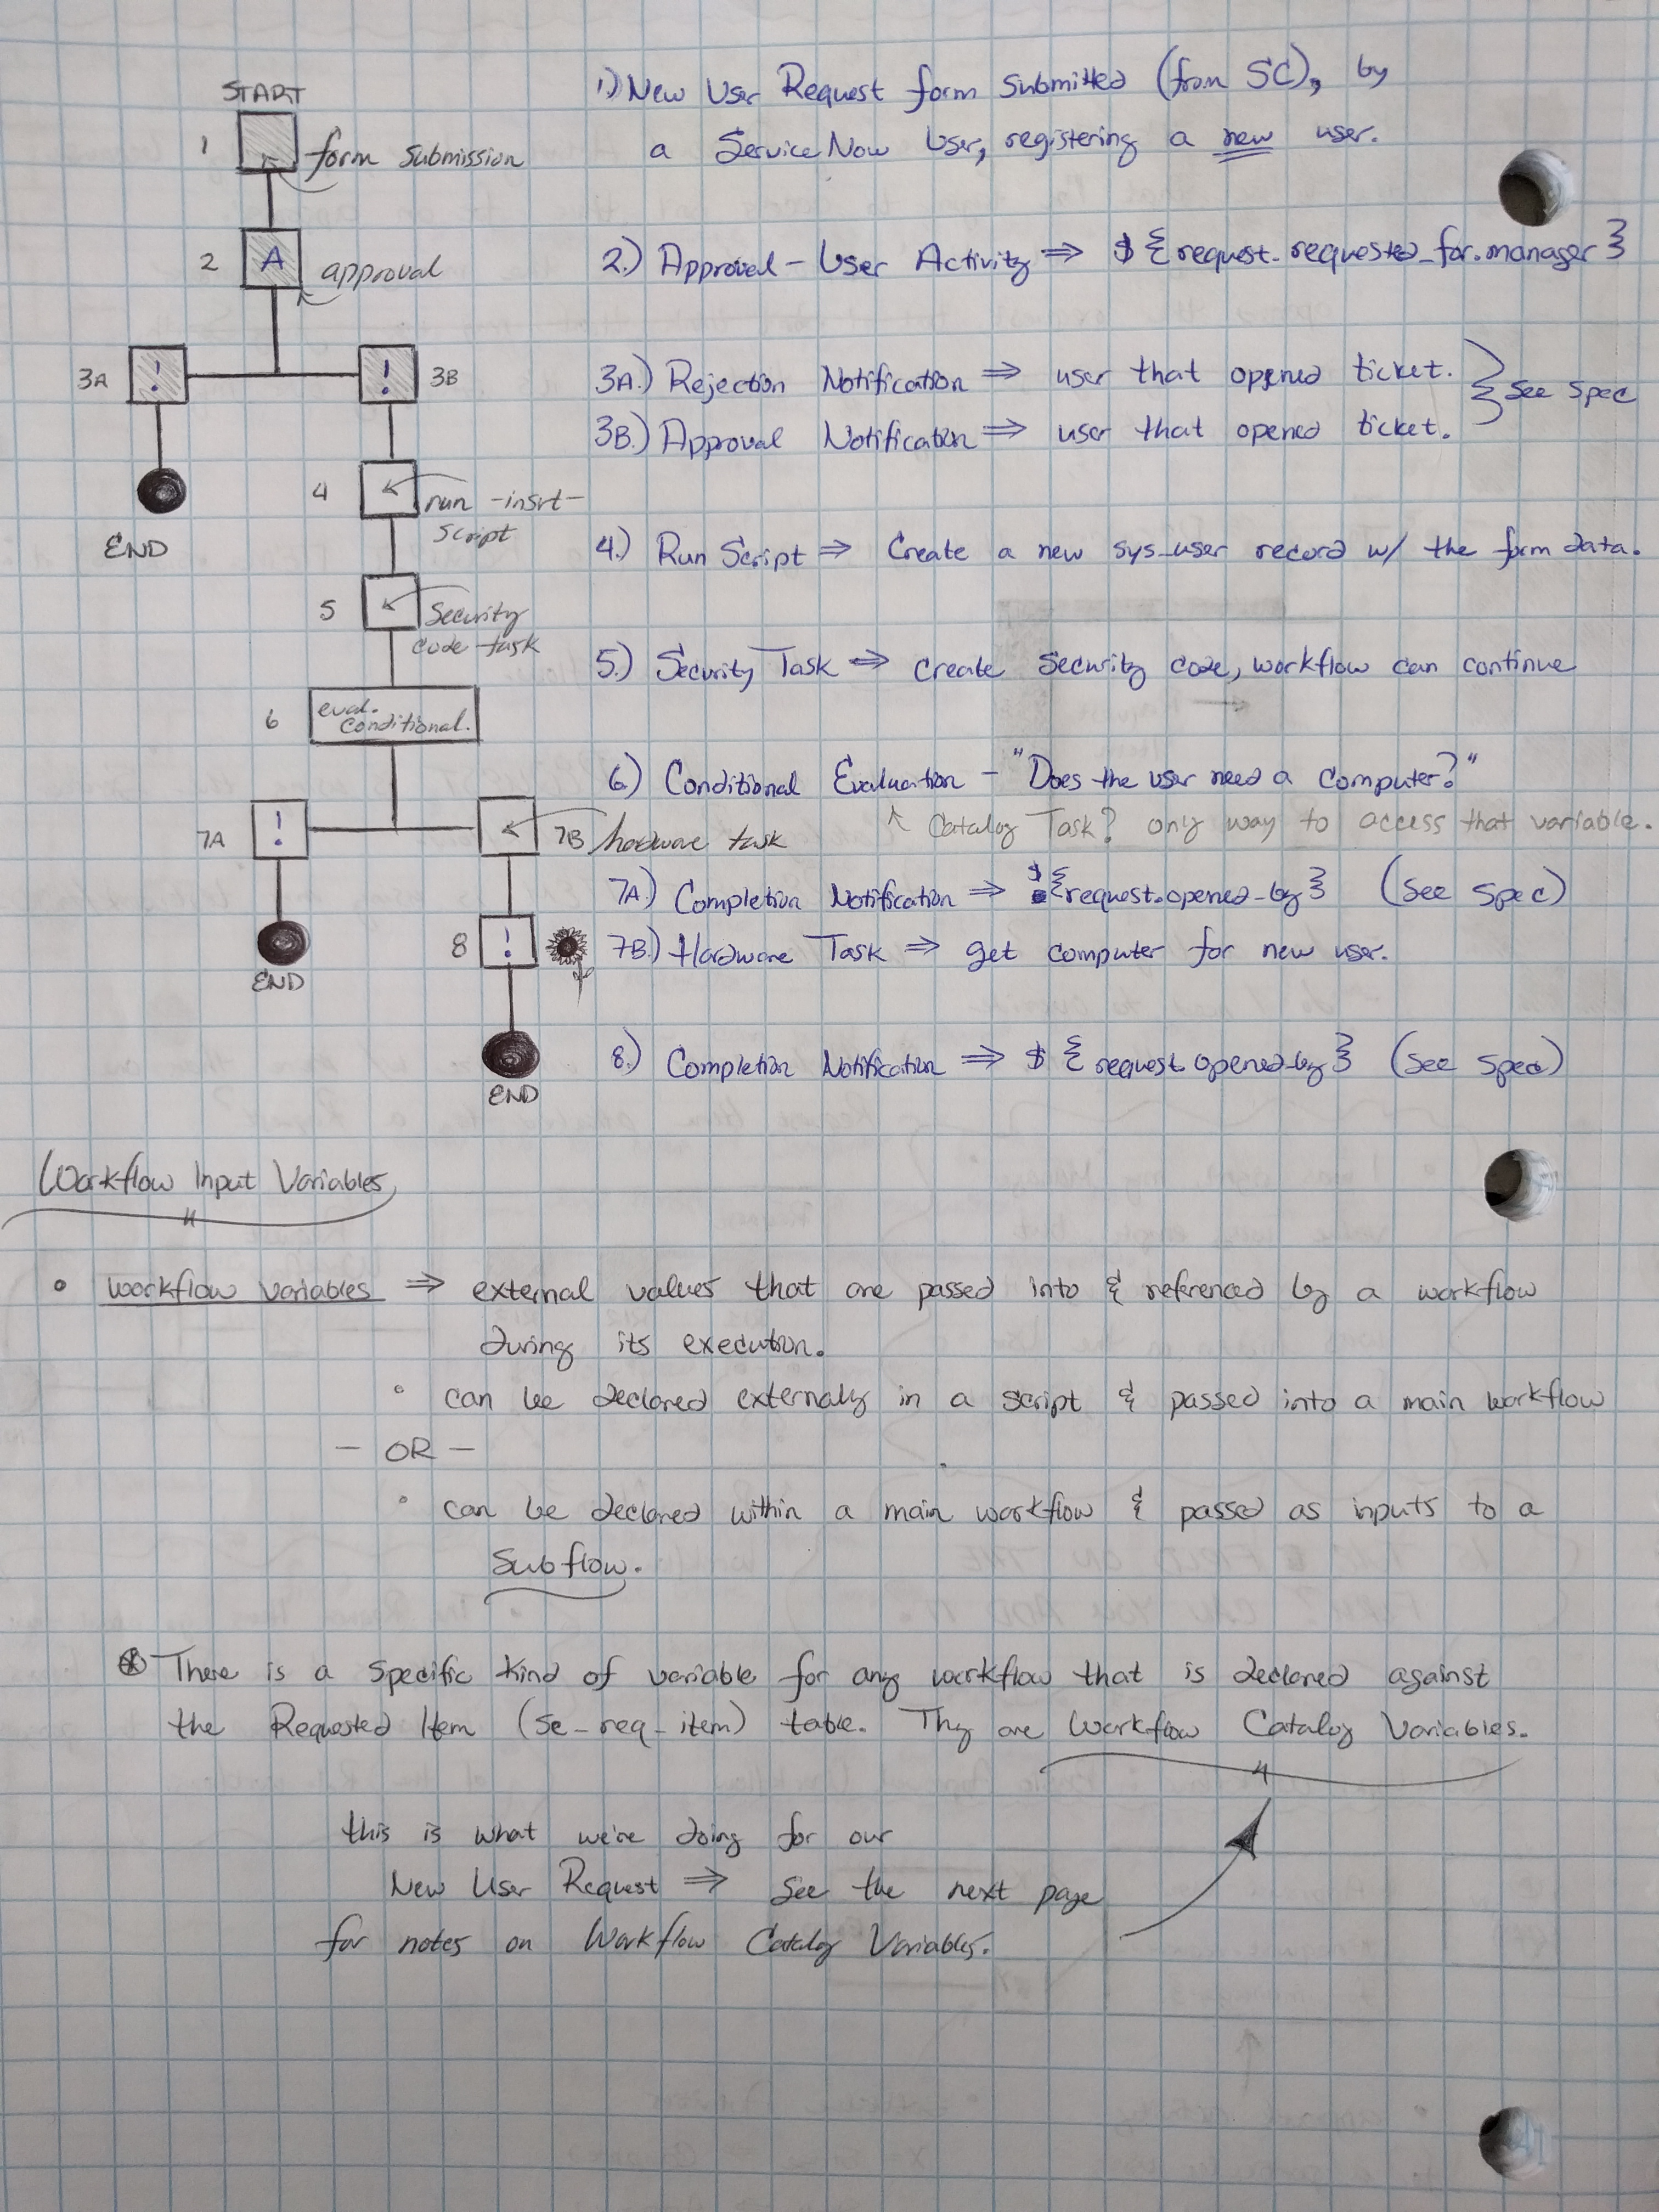 START
1
form submission
2
A
approval
3A
!
!
3B
END
4
run -insrt-
script
5
Security
code task
6
eval.
conditional.
7A
!
7B hardware task
8
!
END
END
1.) New User Request form submitted (from SC), by
a ServiceNow User, registering a new user.
2.) Approval - User Activity ⇒ ${request.requested_for.manager}
3A.) Rejection Notification ⇒ user that opened ticket.
3B.) Approval Notification ⇒ user that opened ticket.
See Spec
4.) Run Script ⇒ Create a new sys_user record w/ the form data.
5.) Security Task ⇒ create Security code, workflow can continue
6.) Conditional Evaluation - "Does the user need a computer?"
↖ Catalog Task? only way to access that variable.
7A.) Completion Notification ⇒ ${request.opened_by} (See Spec)
7B.) Hardware Task ⇒ get computer for new user.
8.) Completion Notification ⇒ ${request.opened_by} (See Spec)
Workflow Input Variables
• workflow variables ⇒ external values that are passed into & referenced by a workflow
during its execution.
• can be declared externally in a script & passed into a main workflow
— OR —
• can be declared within a main workflow & passed as inputs to a
Subflow.
* There is a specific kind of variable for any workflow that is declared against
the Requested Item (sc_req_item) table. They are Workflow Catalog Variables.
this is what we're doing for our
New User Request ⇒ See the next page
for notes on Workflow Catalog Variables.